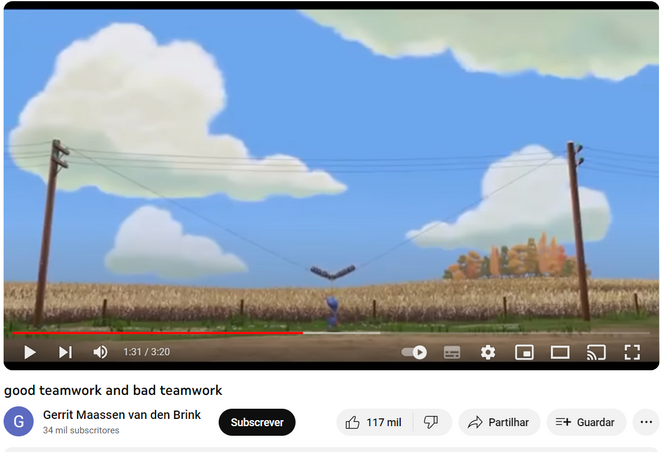 1:31 / 3:20
good teamwork and bad teamwork
G
Gerrit Maassen van den Brink
34 mil subscritores
Subscrever
117 mil
Partilhar
Guardar